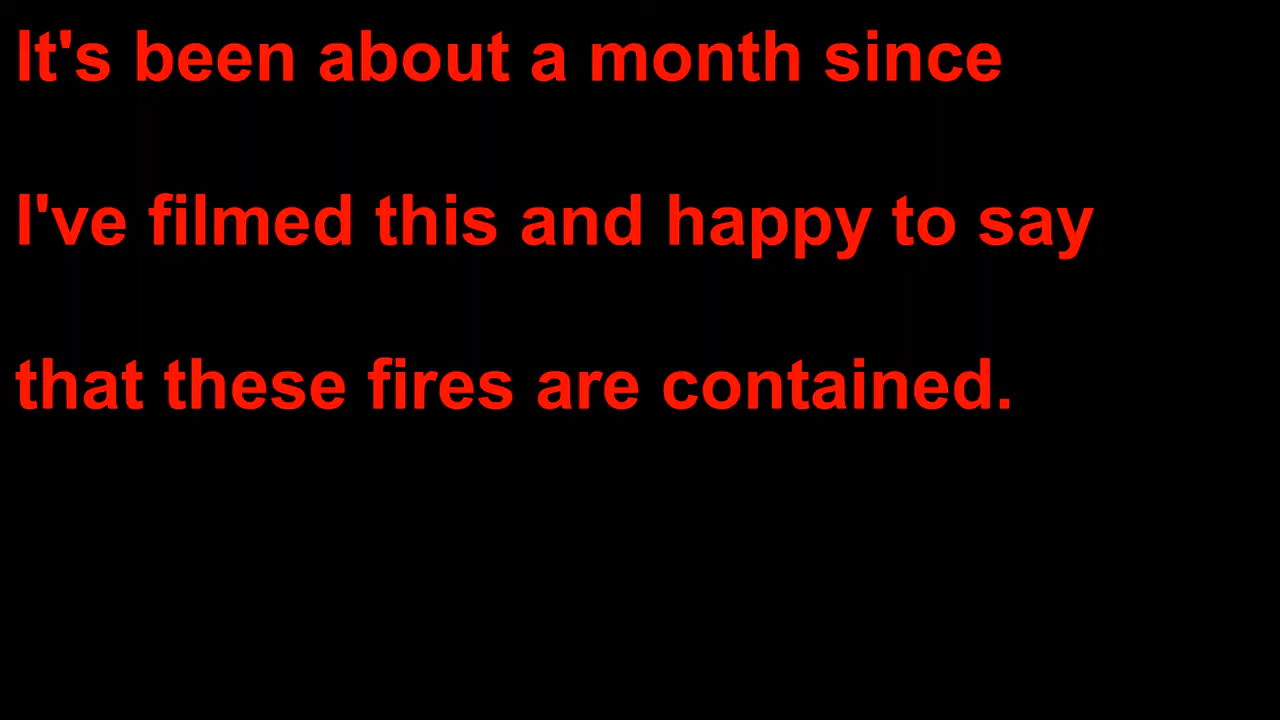 It's been about a month since
I've filmed this and happy to say
that these fires are contained.